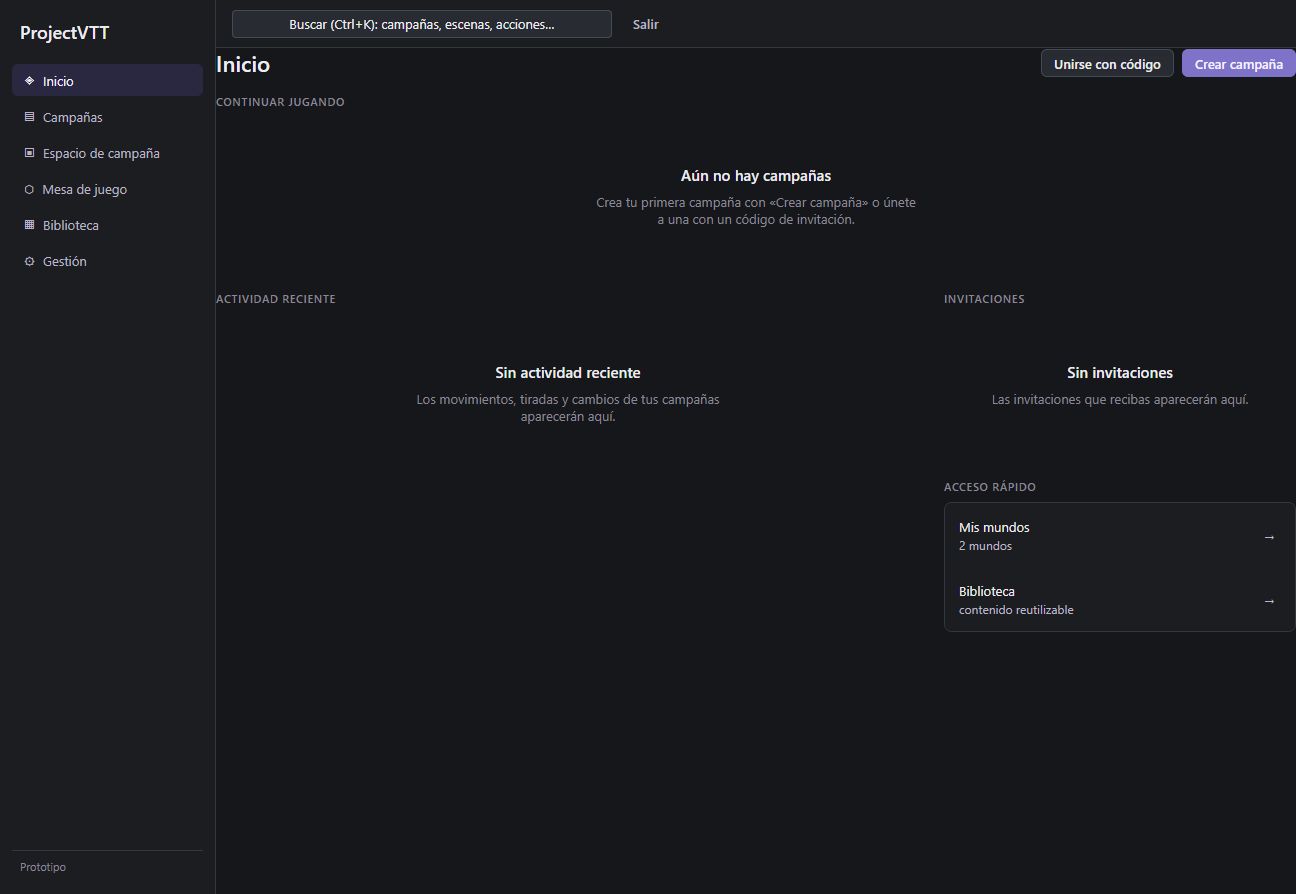 ProjectVTT
Inicio
Campañas
Espacio de campaña
Mesa de juego
Biblioteca
Gestión
Prototipo
Buscar (Ctrl+K): campañas, escenas, acciones...
Salir
Inicio
Unirse con código
Crear campaña
CONTINUAR JUGANDO
Aún no hay campañas
Crea tu primera campaña con «Crear campaña» o únete
a una con un código de invitación.
ACTIVIDAD RECIENTE
Sin actividad reciente
Los movimientos, tiradas y cambios de tus campañas
aparecerán aquí.
INVITACIONES
Sin invitaciones
Las invitaciones que recibas aparecerán aquí.
ACCESO RÁPIDO
Mis mundos
2 mundos
Biblioteca
contenido reutilizable